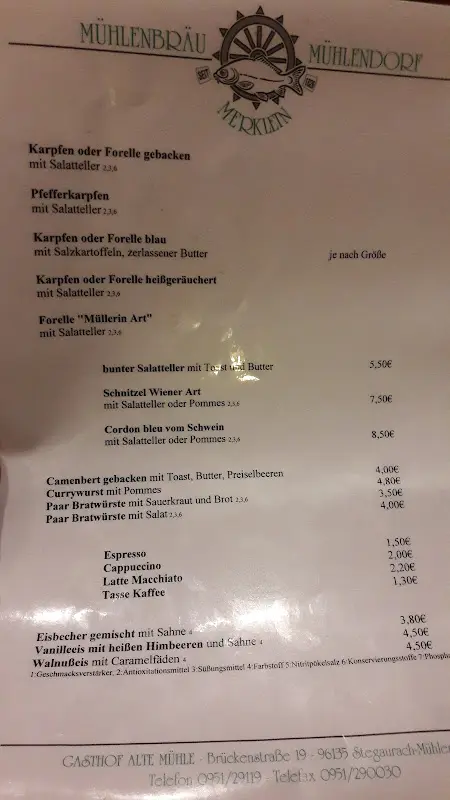 MÜHLENBRÄU MÜHLENDORF
MERKLEIN
Karpfen oder Forelle gebacken
mit Salatteller 2,3,6
Pfefferkarpfen
mit Salatteller 2,3,6
Karpfen oder Forelle blau
mit Salzkartoffeln, zerlassener Butter je nach Größe
Karpfen oder Forelle heißgeräuchert
mit Salatteller 2,3,6
Forelle "Müllerin Art"
mit Salatteller 2,3,6
bunter Salatteller mit Toast und Butter 5,50€
Schnitzel Wiener Art
mit Salatteller oder Pommes 2,3,6 7,50€
Cordon bleu vom Schwein
mit Salatteller oder Pommes 2,3,6 8,50€
Camenbert gebacken mit Toast, Butter, Preiselbeeren 4,00€
Currywurst mit Pommes 4,80€
Paar Bratwürste mit Sauerkraut und Brot 2,3,6 3,50€
Paar Bratwürste mit Salat 2,3,6 4,00€
Espresso 1,50€
Cappuccino 2,00€
Latte Macchiato 2,20€
Tasse Kaffee 1,30€
Eisbecher gemischt mit Sahne 4 3,80€
Vanilleeis mit heißen Himbeeren und Sahne 4 4,50€
Walnußeis mit Caramelfäden 4 4,50€
1:Geschmacksverstärker, 2:Antioxitationsmittel 3:Süßungsmittel 4:Farbstoff 5:Nitritpökelsalz 6:Konservierungsstoffe 7:Phospha
GASTHOF ALTE MÜHLE · Brückenstraße 19 · 96135 Stegaurach-Mühlen
Telefon 0951/29119 · Telefax 0951/290030